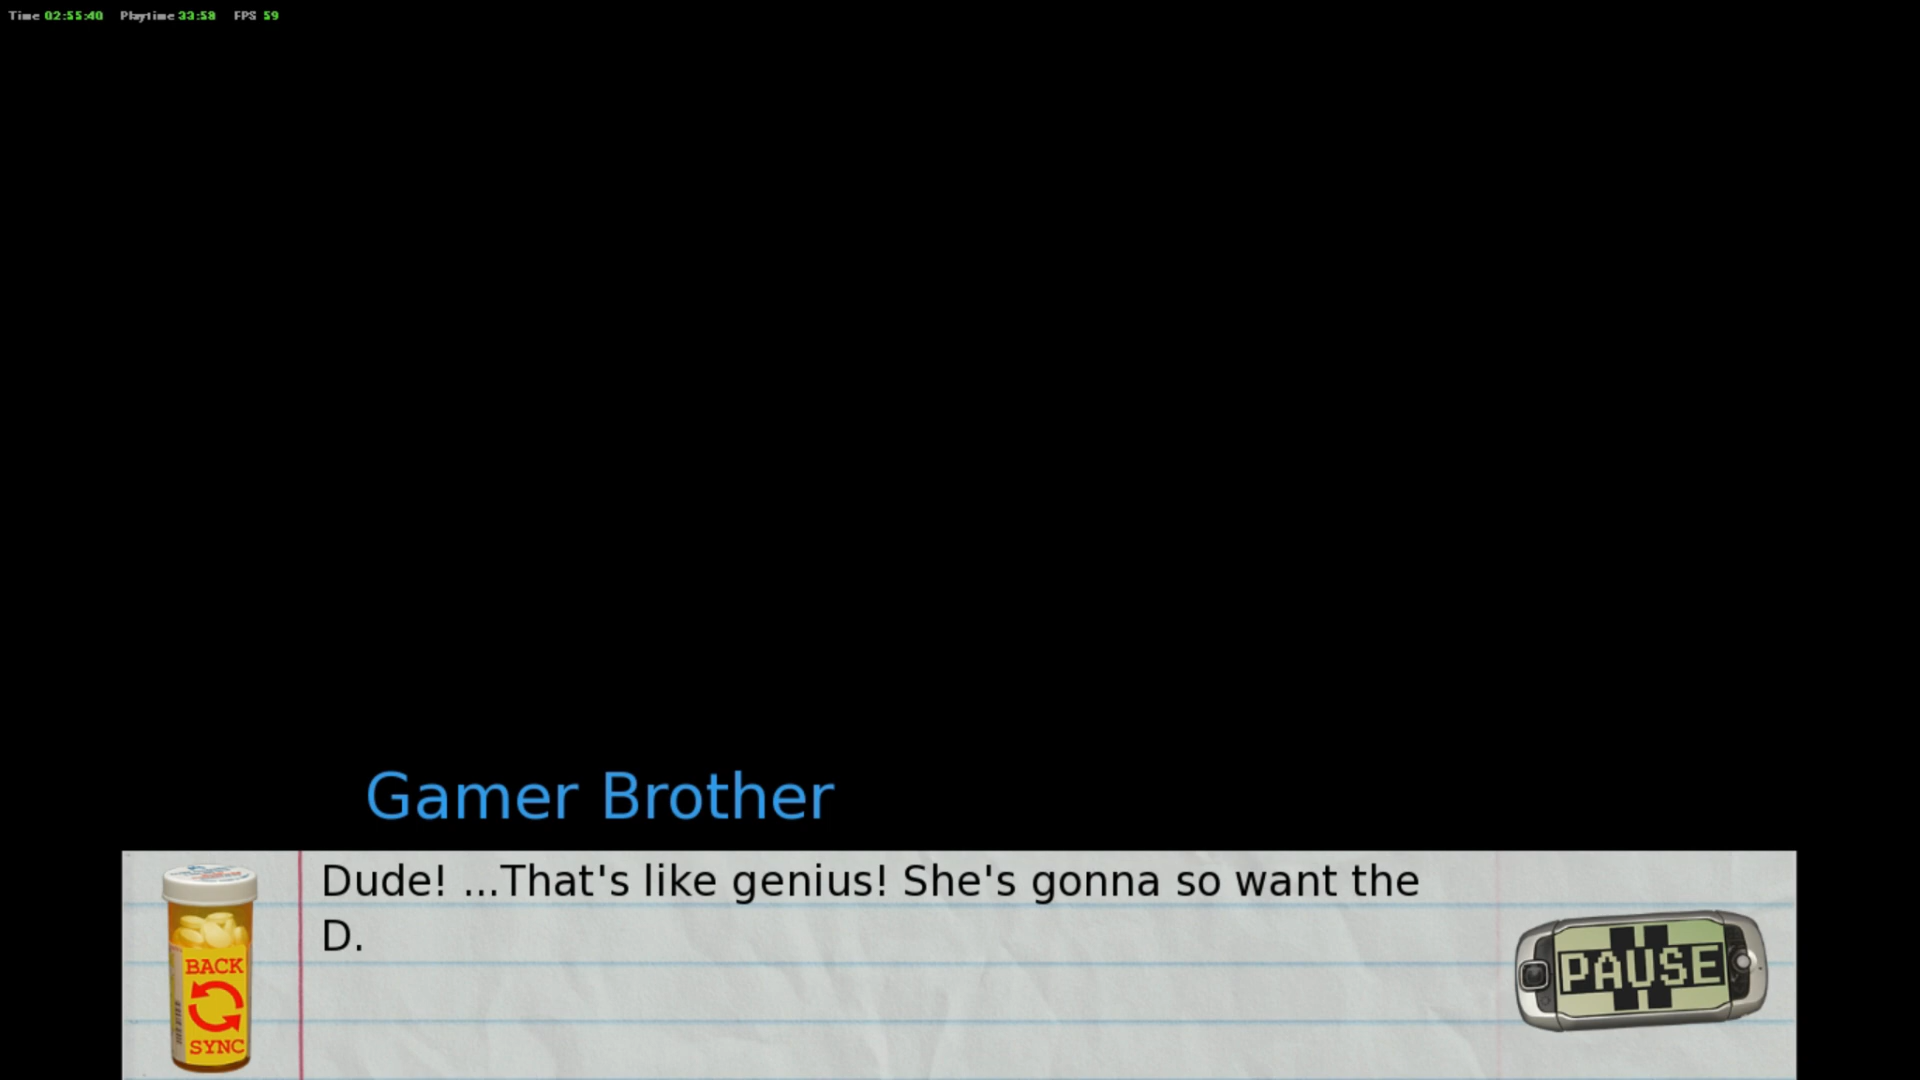 Time 02:55:40 Playtime 33:58 FPS 59
Gamer Brother
Dude! ...That's like genius! She's gonna so want the
D.
BACK
SYNC
PAUSE